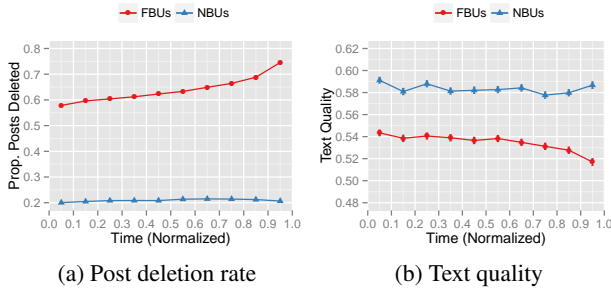 FBUs NBUs
Prop. Posts Deleted
0.8
0.7
0.6
0.5
0.4
0.3
0.2
0.0 0.1 0.2 0.3 0.4 0.5 0.6 0.7 0.8 0.9 1.0
Time (Normalized)
(a) Post deletion rate
FBUs NBUs
Text Quality
0.62
0.60
0.58
0.56
0.54
0.52
0.50
0.48
0.0 0.1 0.2 0.3 0.4 0.5 0.6 0.7 0.8 0.9 1.0
Time (Normalized)
(b) Text quality